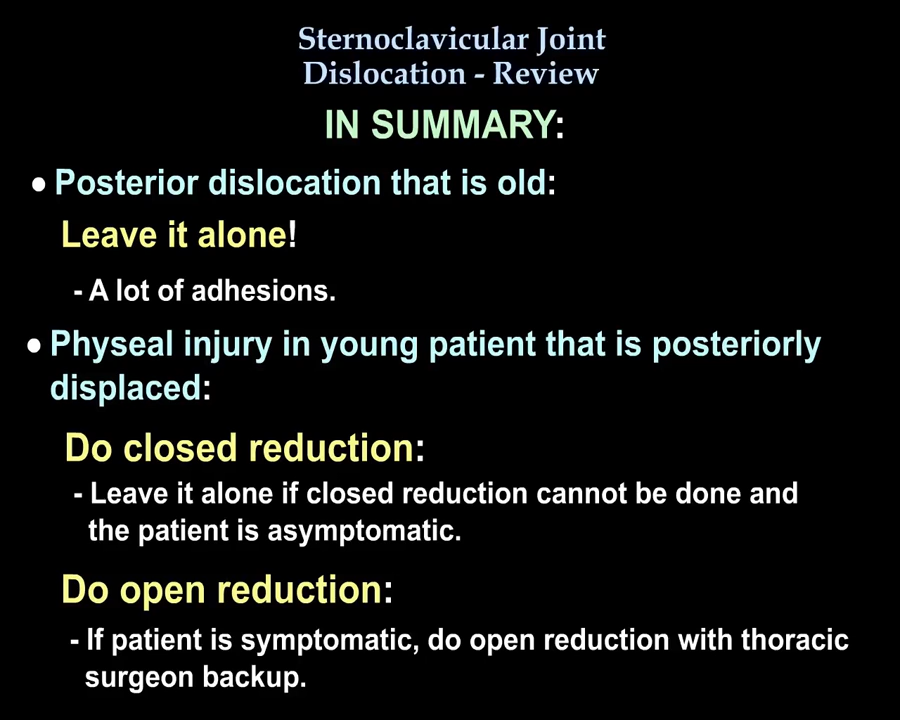 Sternoclavicular Joint
Dislocation - Review
IN SUMMARY:
• Posterior dislocation that is old:
Leave it alone!
- A lot of adhesions.
• Physeal injury in young patient that is posteriorly
displaced:
Do closed reduction:
- Leave it alone if closed reduction cannot be done and
the patient is asymptomatic.
Do open reduction:
- If patient is symptomatic, do open reduction with thoracic
surgeon backup.